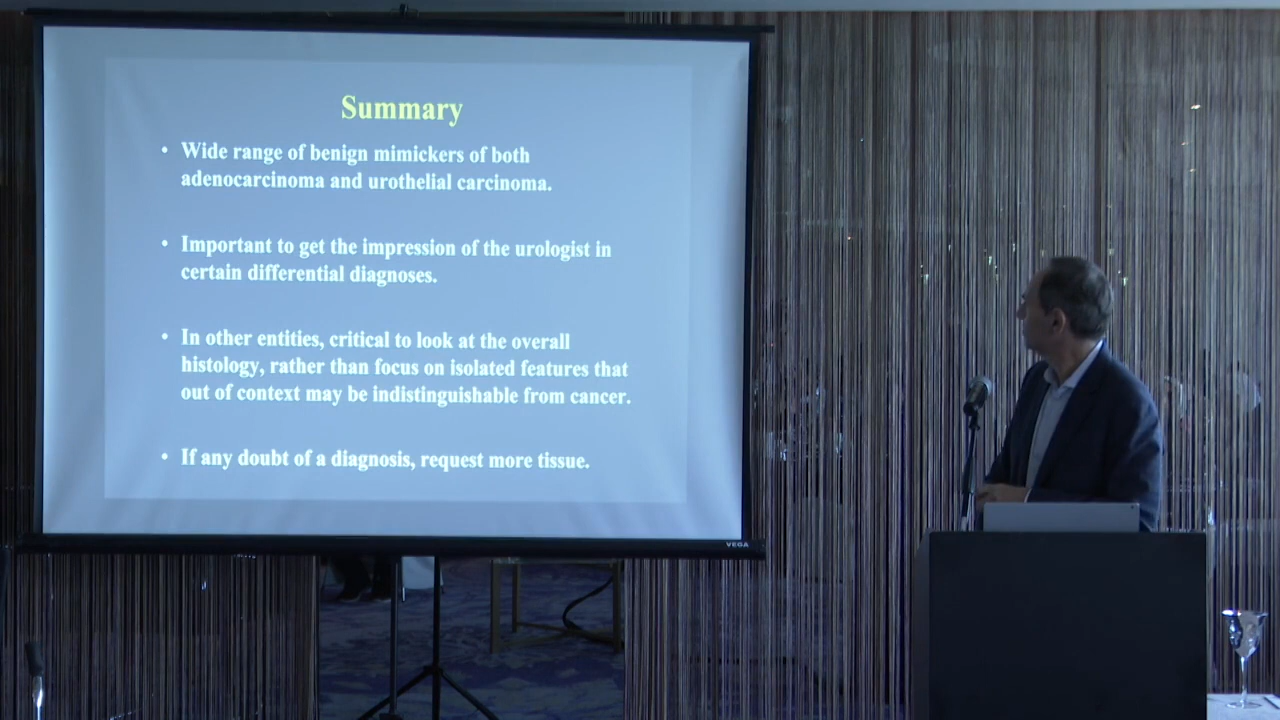 Summary
• Wide range of benign mimickers of both
adenocarcinoma and urothelial carcinoma.
• Important to get the impression of the urologist in
certain differential diagnoses.
• In other entities, critical to look at the overall
histology, rather than focus on isolated features that
out of context may be indistinguishable from cancer.
• If any doubt of a diagnosis, request more tissue.
VEGA